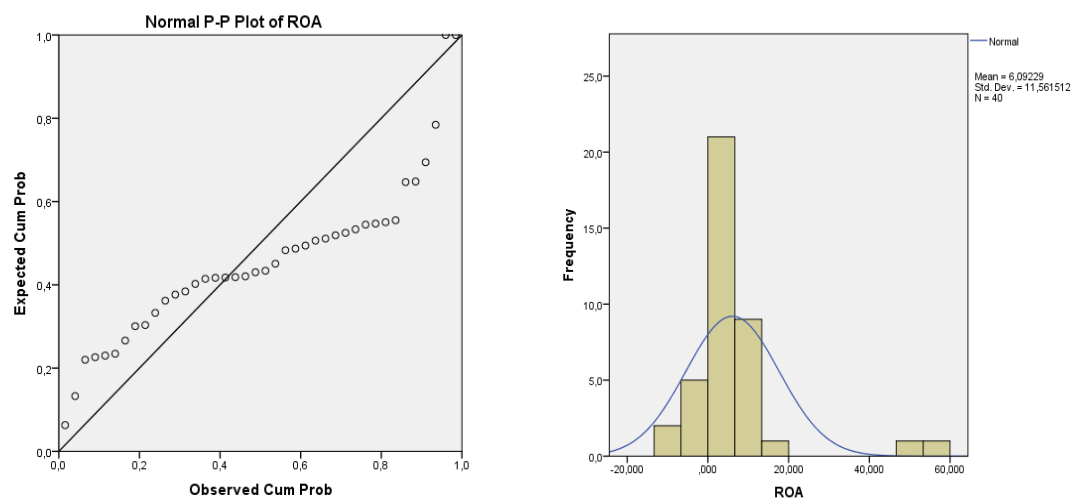 Normal P-P Plot of ROA
1,0
0,8
0,6
0,4
0,2
0,0
0,0 0,2 0,4 0,6 0,8 1,0
Expected Cum Prob
Observed Cum Prob
Normal
Mean = 6,09229
Std. Dev. = 11,561512
N = 40
25,0
20,0
15,0
10,0
5,0
0,0
-20,000 ,000 20,000 40,000 60,000
Frequency
ROA